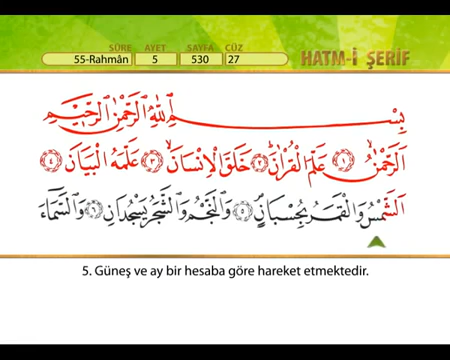 SÛRE AYET SAYFA CÜZ
55-Rahmân 5 530 27
HATM-İ ŞERİF
بِسْمِ اللّٰهِ الرَّحْمٰنِ الرَّحِيمِ
اَلرَّحْمٰنُۙ ﴿١﴾ عَلَّمَ الْقُرْاٰنَۜ ﴿٢﴾ خَلَقَ الْاِنْسَانَۙ ﴿٣﴾ عَلَّمَهُ الْبَيَانَ ﴿٤﴾
اَلشَّمْسُ وَالْقَمَرُ بِحُسْبَانٍۖ ﴿٥﴾ وَالنَّجْمُ وَالشَّجَرُ يَسْجُدَانِ ﴿٦﴾ وَالسَّمَٓاءَ
5. Güneş ve ay bir hesaba göre hareket etmektedir.